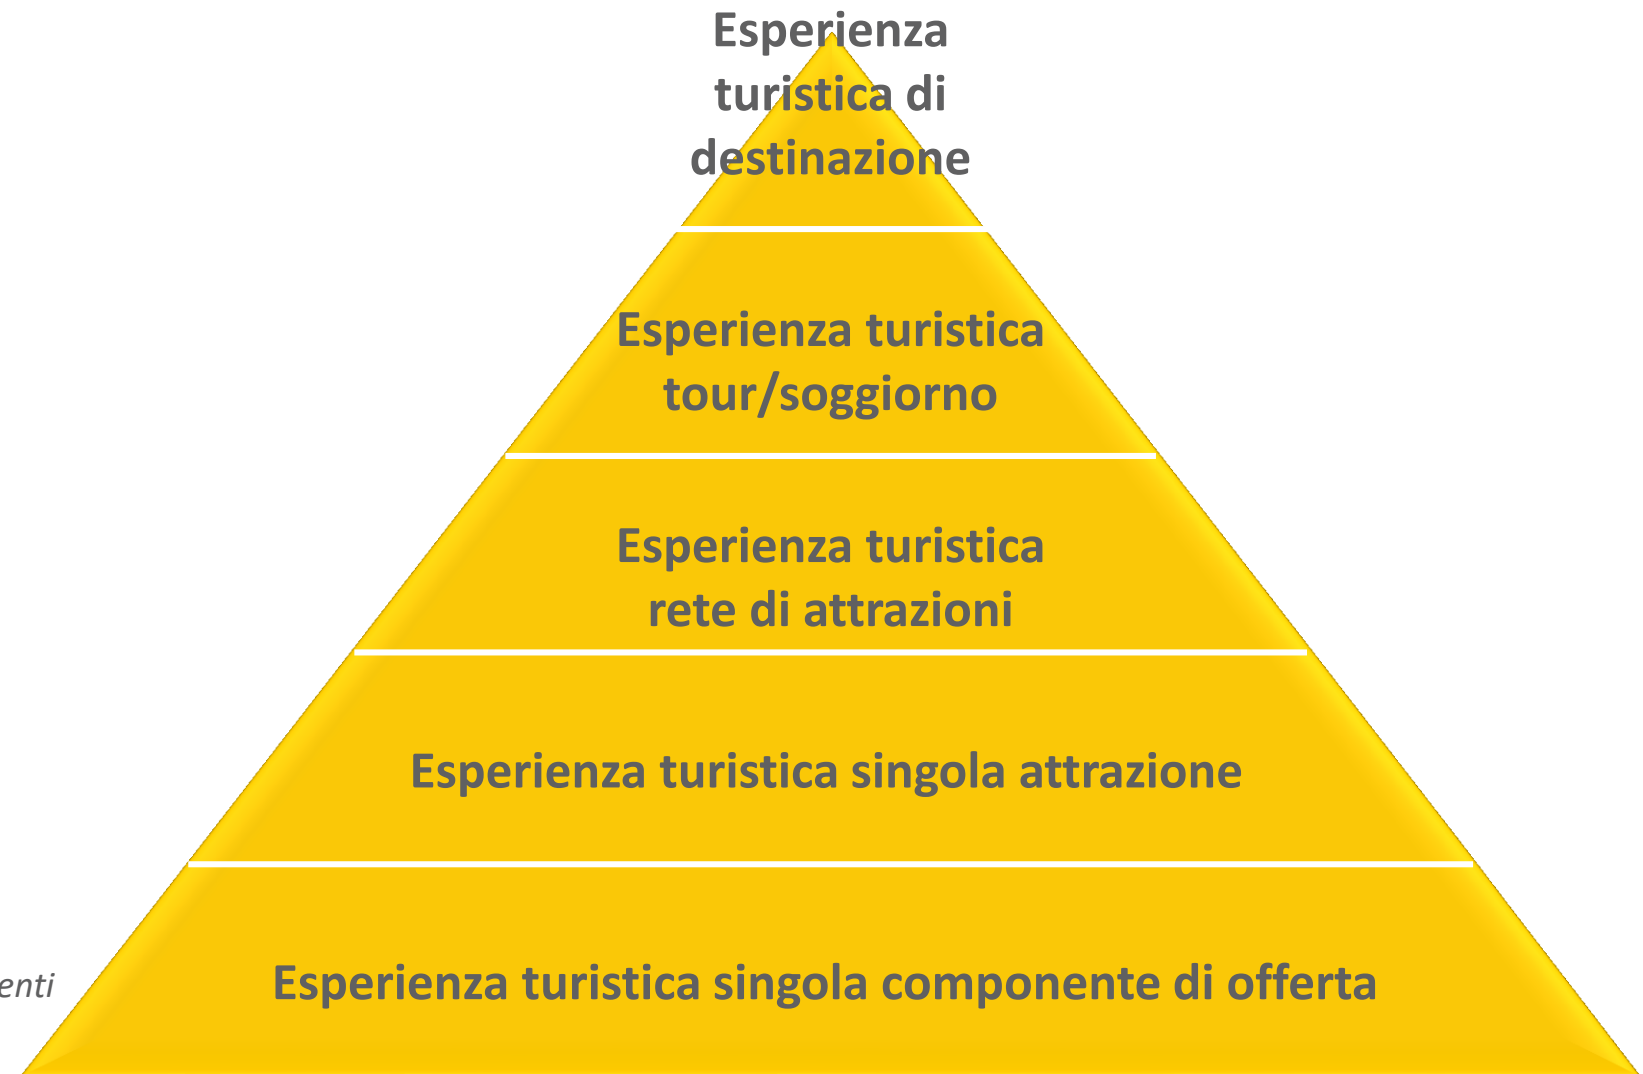 Esperienza
turistica di
destinazione
Esperienza turistica
tour/soggiorno
Esperienza turistica
rete di attrazioni
Esperienza turistica singola attrazione
enti
Esperienza turistica singola componente di offerta